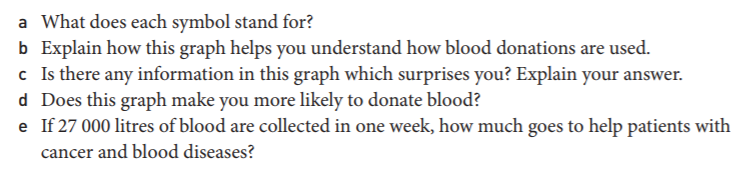 a What does each symbol stand for?
b Explain how this graph helps you understand how blood donations are used.
c Is there any information in this graph which surprises you? Explain your answer.
d Does this graph make you more likely to donate blood?
e If 27 000 litres of blood are collected in one week, how much goes to help patients with
cancer and blood diseases?